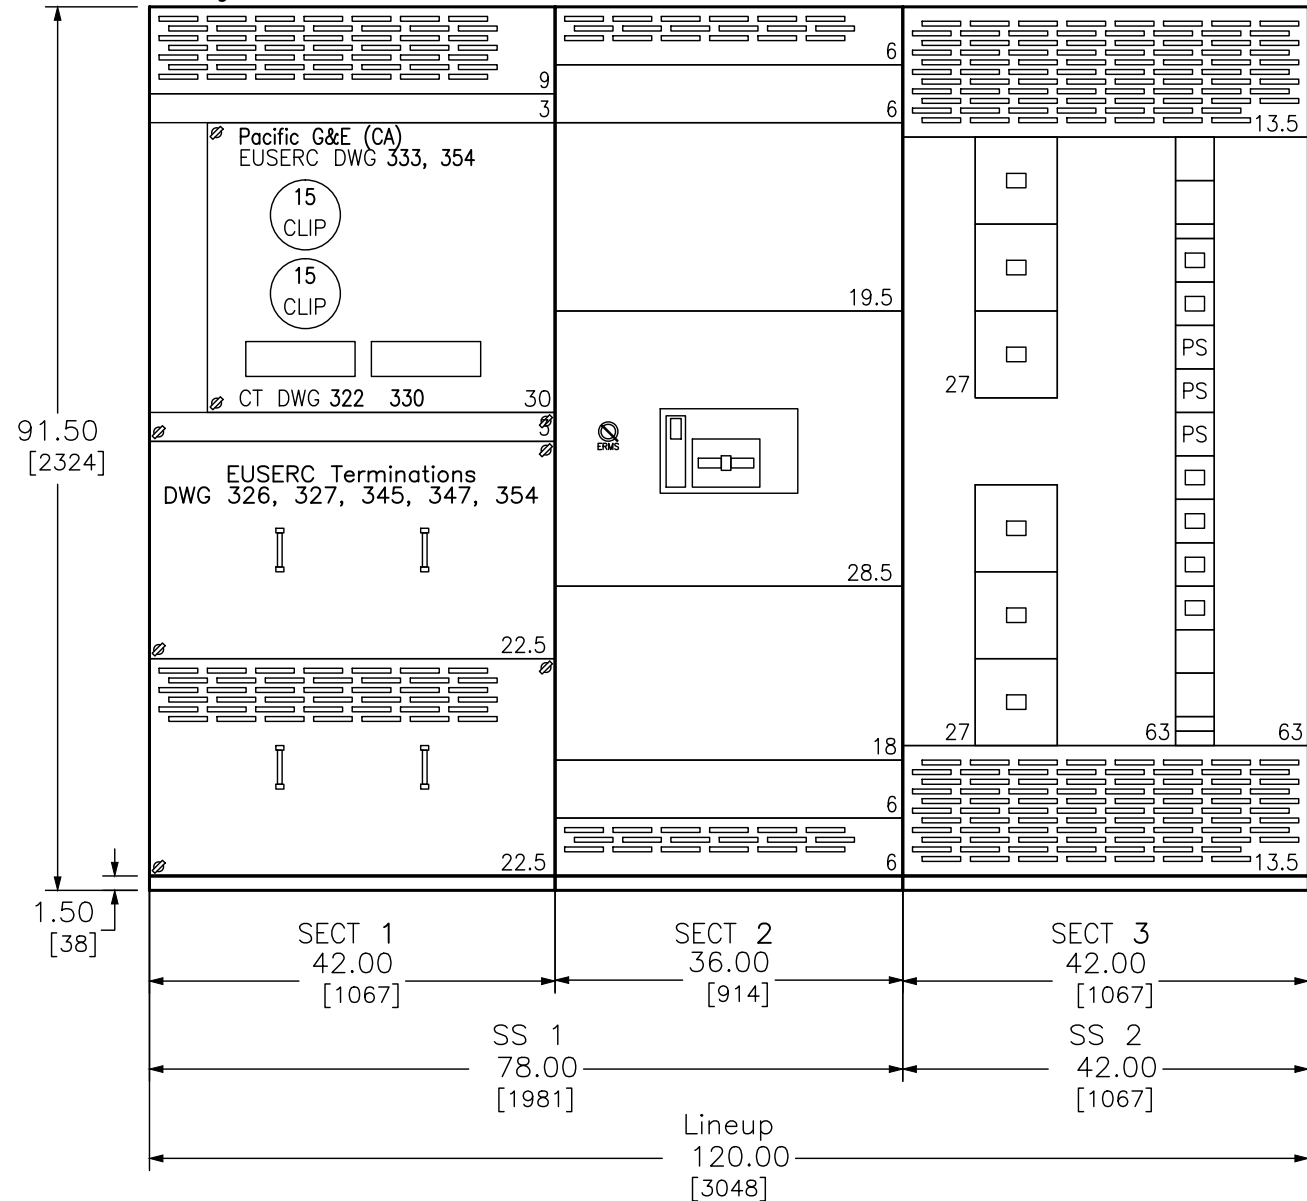 9
3
Pacific G&E (CA)
EUSERC DWG 333, 354
15
CLIP
15
CLIP
CT DWG 322 330
30
3
EUSERC Terminations
DWG 326, 327, 345, 347, 354
22.5
22.5
6
6
19.5
ERMS
28.5
18
6
6
13.5
27
PS
PS
PS
27
63
63
13.5
91.50
[2324]
1.50
[38]
SECT 1
42.00
[1067]
SECT 2
36.00
[914]
SECT 3
42.00
[1067]
SS 1
78.00
[1981]
SS 2
42.00
[1067]
Lineup
120.00
[3048]